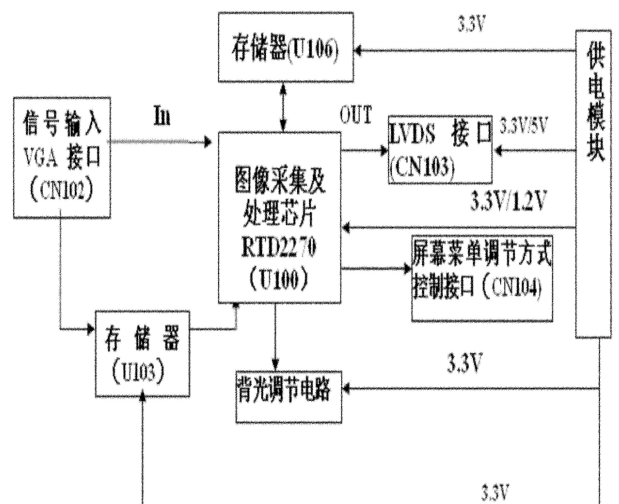 3.3V
存储器(U106)
供电模块
信号输入
VGA 接口
（CN102）
In
OUT
LVDS 接口
(CN103)
3.3V/5V
图像采集及
处理芯片
RTD2270
（U100）
3.3V/1.2V
屏幕菜单调节方式
控制接口（CN104)
存储器
（U103）
背光调节电路
3.3V
3.3V